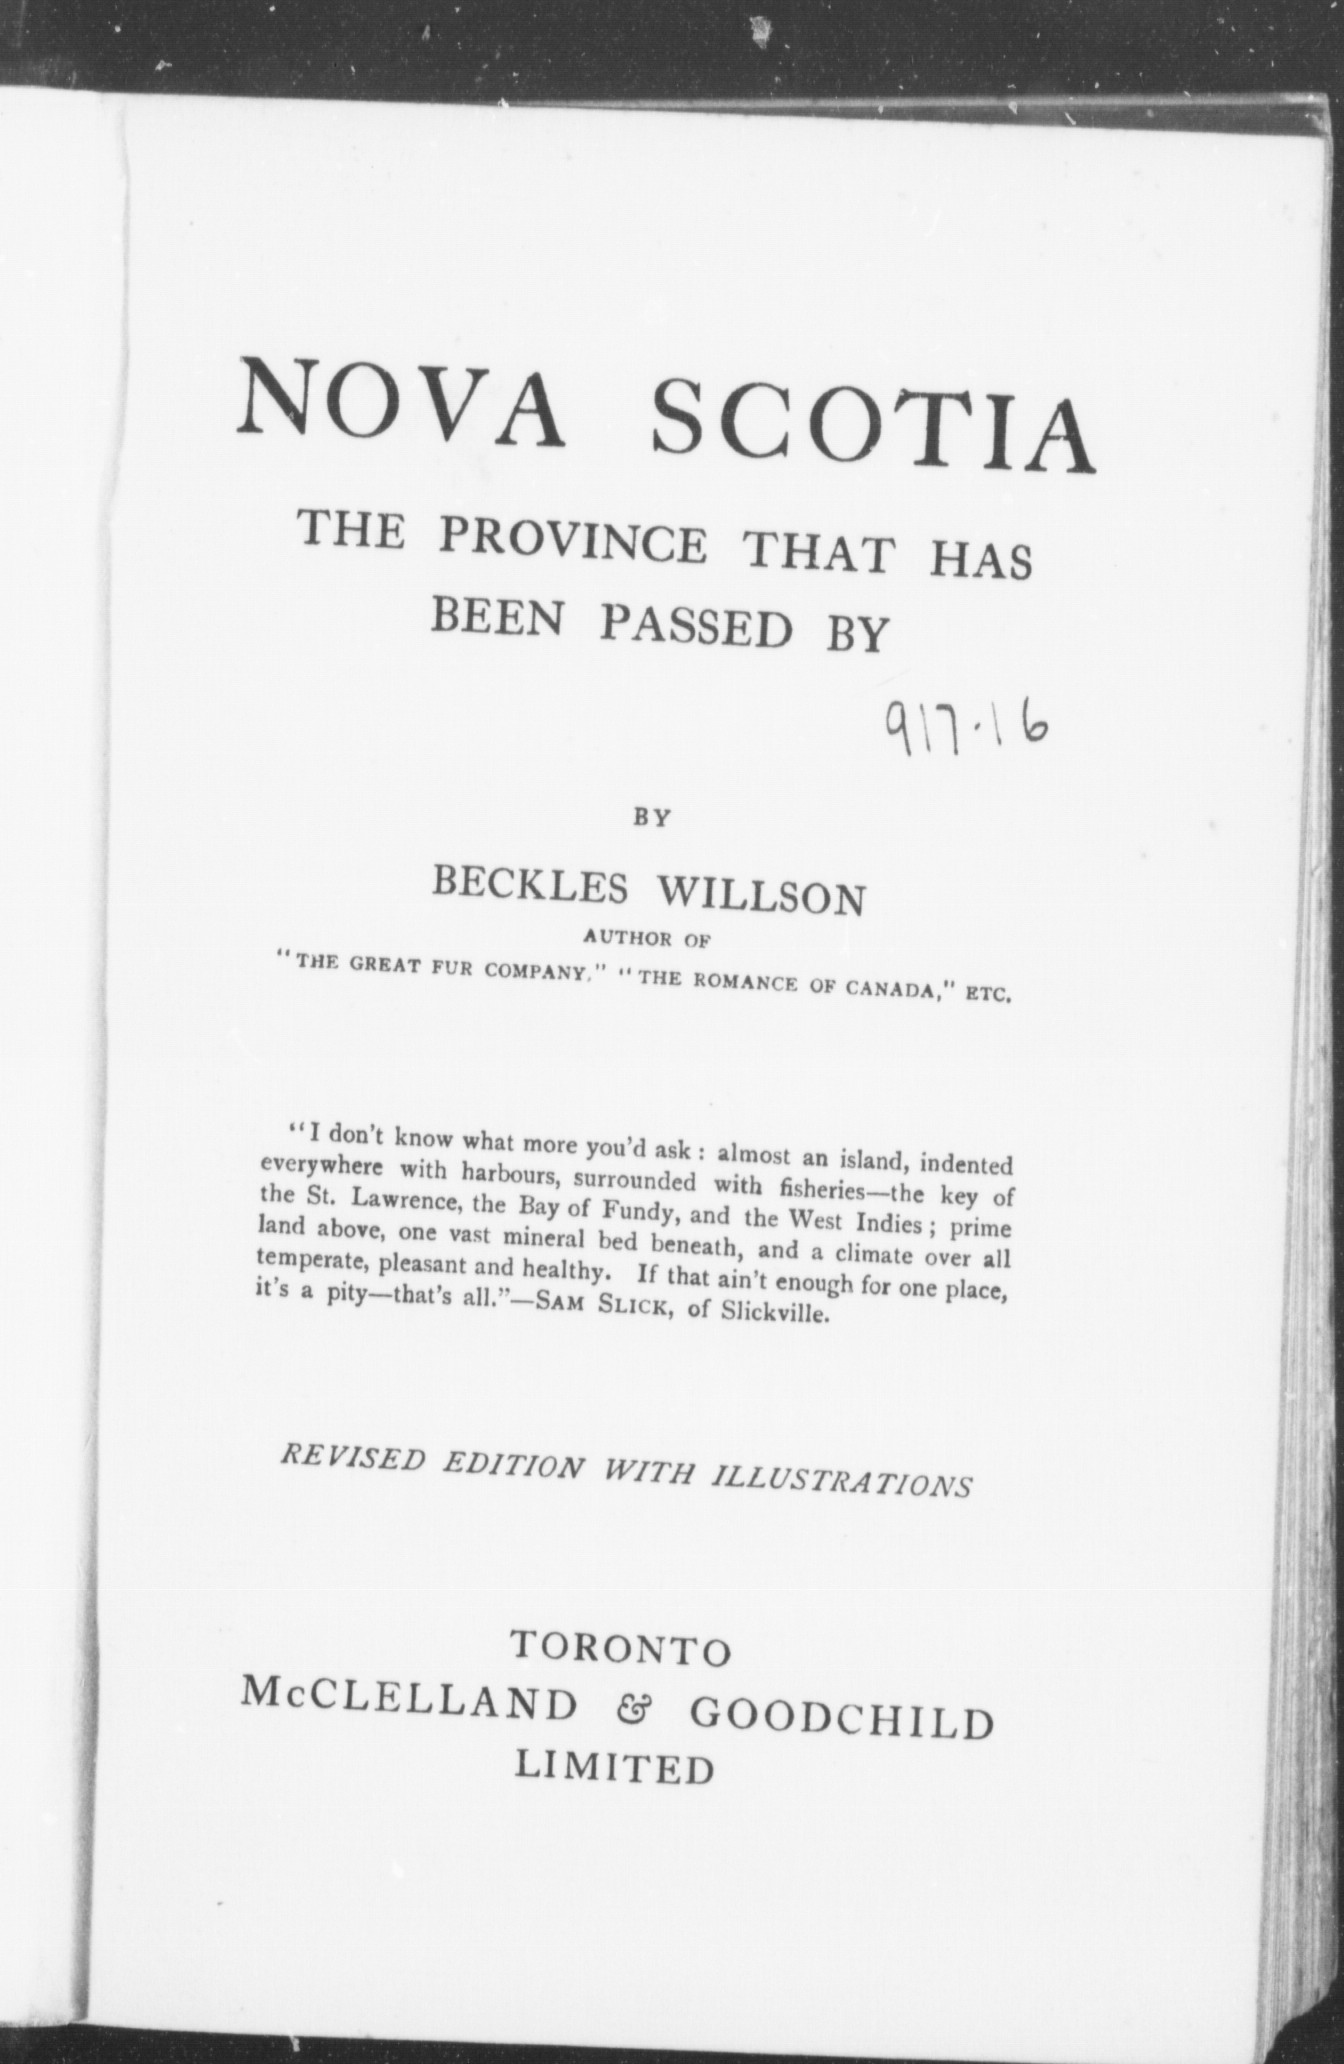 NOVA SCOTIA
THE PROVINCE THAT HAS
BEEN PASSED BY
917.16
BY
BECKLES WILLSON
AUTHOR OF
"THE GREAT FUR COMPANY," "THE ROMANCE OF CANADA," ETC.
"I don't know what more you'd ask: almost an island, indented
everywhere with harbours, surrounded with fisheries—the key of
the St. Lawrence, the Bay of Fundy, and the West Indies; prime
land above, one vast mineral bed beneath, and a climate over all
temperate, pleasant and healthy. If that ain't enough for one place,
it's a pity—that's all."—SAM SLICK, of Slickville.
REVISED EDITION WITH ILLUSTRATIONS
TORONTO
McCLELLAND & GOODCHILD
LIMITED